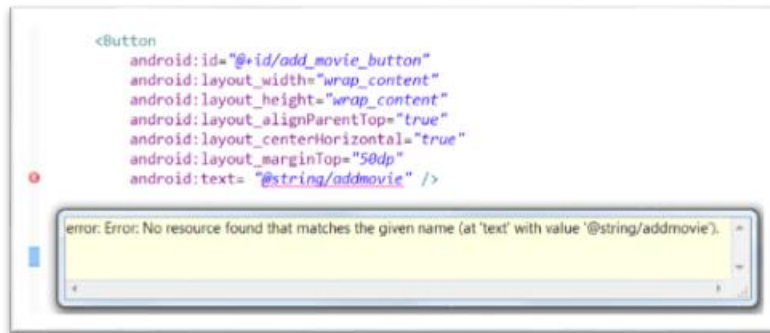 <Button
android:id="@+id/add_movie_button"
android:layout_width="wrap_content"
android:layout_height="wrap_content"
android:layout_alignParentTop="true"
android:layout_centerHorizontal="true"
android:layout_marginTop="50dp"
android:text= "@string/addmovie" />
error: Error: No resource found that matches the given name (at 'text' with value '@string/addmovie').